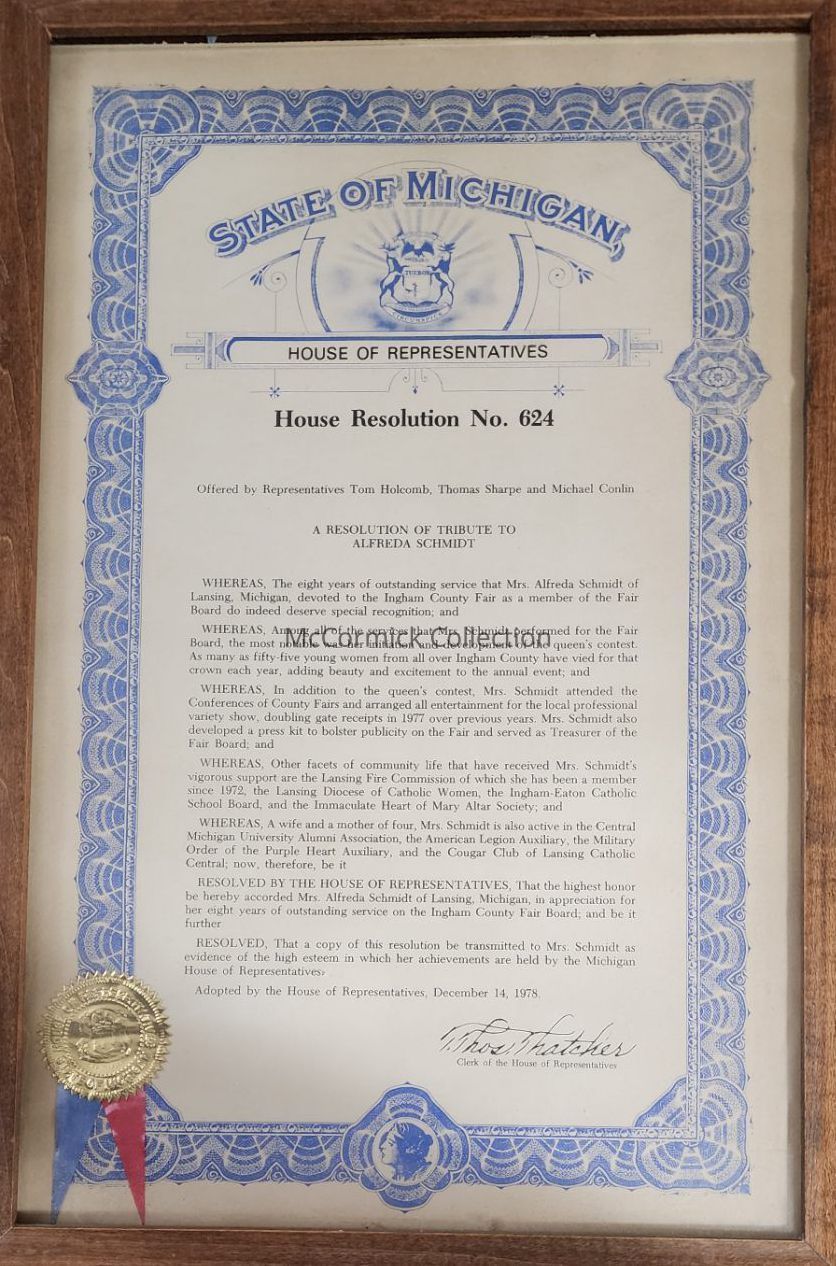 STATE OF MICHIGAN,
TUEBOR
CIRCUMSPICE
HOUSE OF REPRESENTATIVES
House Resolution No. 624
Offered by Representatives Tom Holcomb, Thomas Sharpe and Michael Conlin
A RESOLUTION OF TRIBUTE TO
ALFREDA SCHMIDT
WHEREAS, The eight years of outstanding service that Mrs. Alfreda Schmidt of
Lansing, Michigan, devoted to the Ingham County Fair as a member of the Fair
Board do indeed deserve special recognition; and
WHEREAS, Among all of the services that Mrs. Schmidt performed for the Fair
McCormick Collection
Board, the most notable was her initiation and development of the queen's contest.
As many as fifty-five young women from all over Ingham County have vied for that
crown each year, adding beauty and excitement to the annual event; and
WHEREAS, In addition to the queen's contest, Mrs. Schmidt attended the
Conferences of County Fairs and arranged all entertainment for the local professional
variety show, doubling gate receipts in 1977 over previous years. Mrs. Schmidt also
developed a press kit to bolster publicity on the Fair and served as Treasurer of the
Fair Board; and
WHEREAS, Other facets of community life that have received Mrs. Schmidt's
vigorous support are the Lansing Fire Commission of which she has been a member
since 1972, the Lansing Diocese of Catholic Women, the Ingham-Eaton Catholic
School Board, and the Immaculate Heart of Mary Altar Society; and
WHEREAS, A wife and a mother of four, Mrs. Schmidt is also active in the Central
Michigan University Alumni Association, the American Legion Auxiliary, the Military
Order of the Purple Heart Auxiliary, and the Cougar Club of Lansing Catholic
Central; now, therefore, be it
RESOLVED BY THE HOUSE OF REPRESENTATIVES, That the highest honor
be hereby accorded Mrs. Alfreda Schmidt of Lansing, Michigan, in appreciation for
her eight years of outstanding service on the Ingham County Fair Board; and be it
further
RESOLVED, That a copy of this resolution be transmitted to Mrs. Schmidt as
evidence of the high esteem in which her achievements are held by the Michigan
House of Representatives.
Adopted by the House of Representatives, December 14, 1978.
T. Thos. Thatcher
Clerk of the House of Representatives